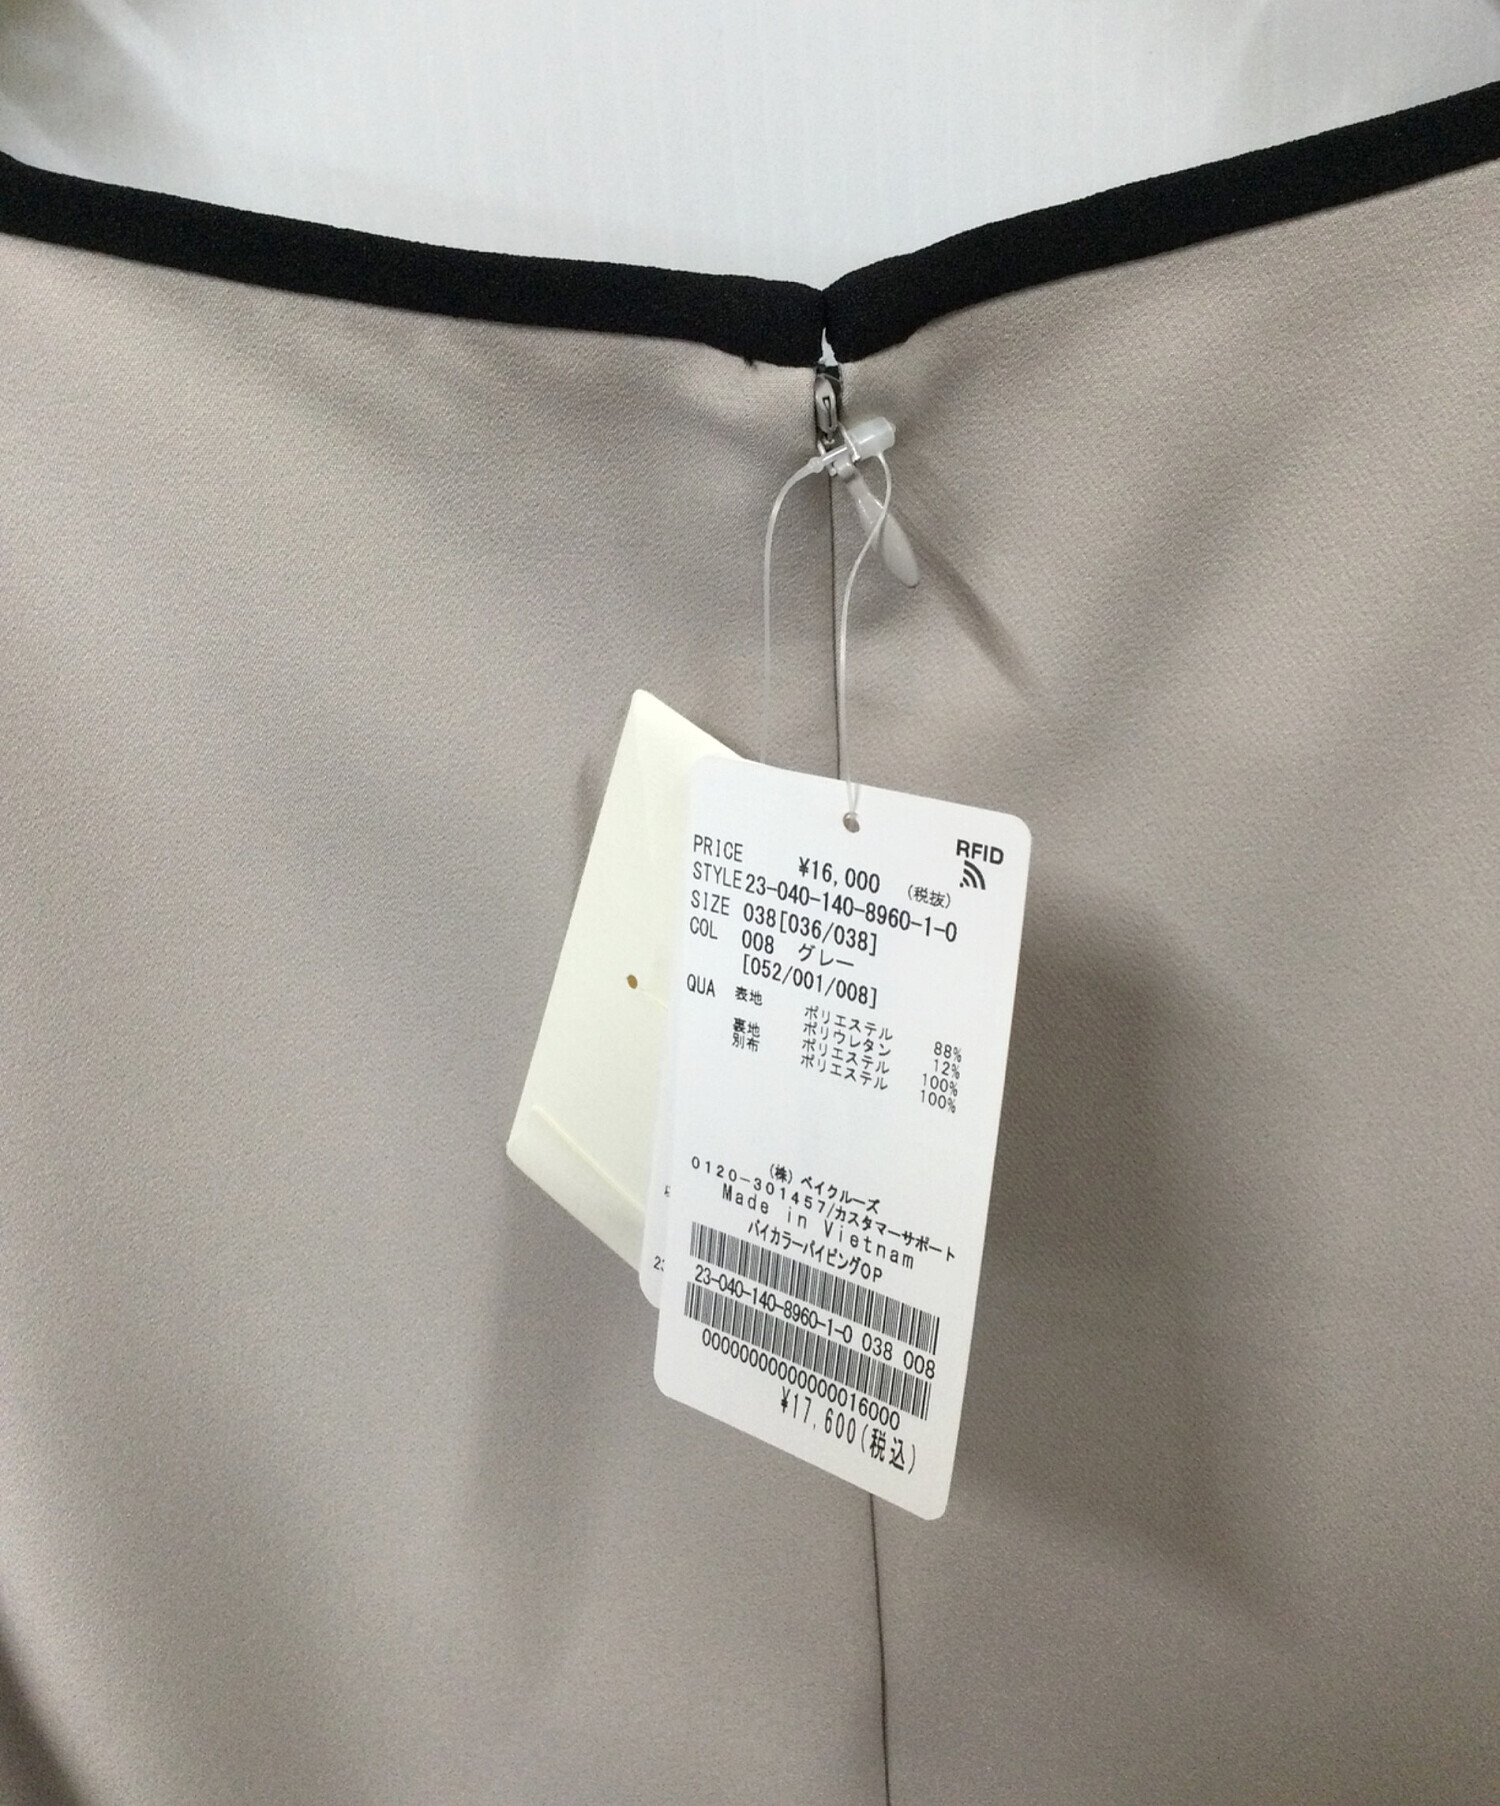 RFID
PRICE ¥16,000 (税抜)
STYLE 23-040-140-8960-1-0
SIZE 038[036/038]
COL 008 グレー
[052/001/008]
QUA 表地 ポリエステル 88%
ポリウレタン 12%
裏地 ポリエステル 100%
別布 ポリエステル 100%
(株)ベイクルーズ
0120-301457/カスタマーサポート
Made in Vietnam
バイカラーパイピングOP
23-040-140-8960-1-0 038 008
0000000000000016000
¥17,600(税込)
23